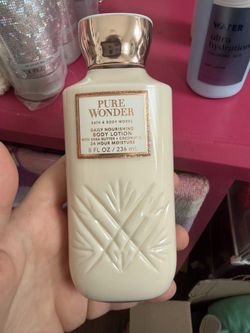 PURE
WONDER
BATH & BODY WORKS
DAILY NOURISHING
BODY LOTION
WITH SHEA BUTTER + COCONUT
24 HOUR MOISTURE
8 FL OZ / 236 mL
WATER
ultra
hydration